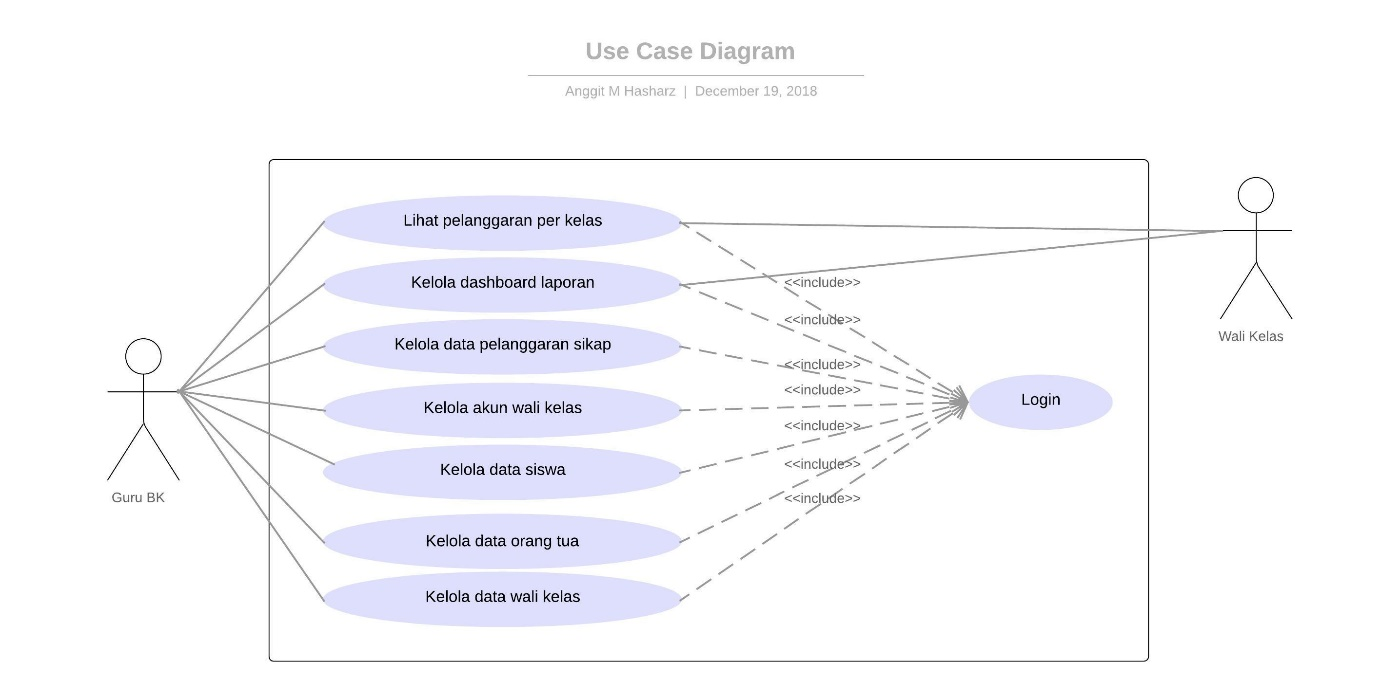 Use Case Diagram
Anggit M Hasharz | December 19, 2018
Lihat pelanggaran per kelas
Kelola dashboard laporan
<<include>>
<<include>>
Wali Kelas
Kelola data pelanggaran sikap
<<include>>
<<include>>
Login
Kelola akun wali kelas
<<include>>
<<include>>
Kelola data siswa
Guru BK
<<include>>
Kelola data orang tua
Kelola data wali kelas